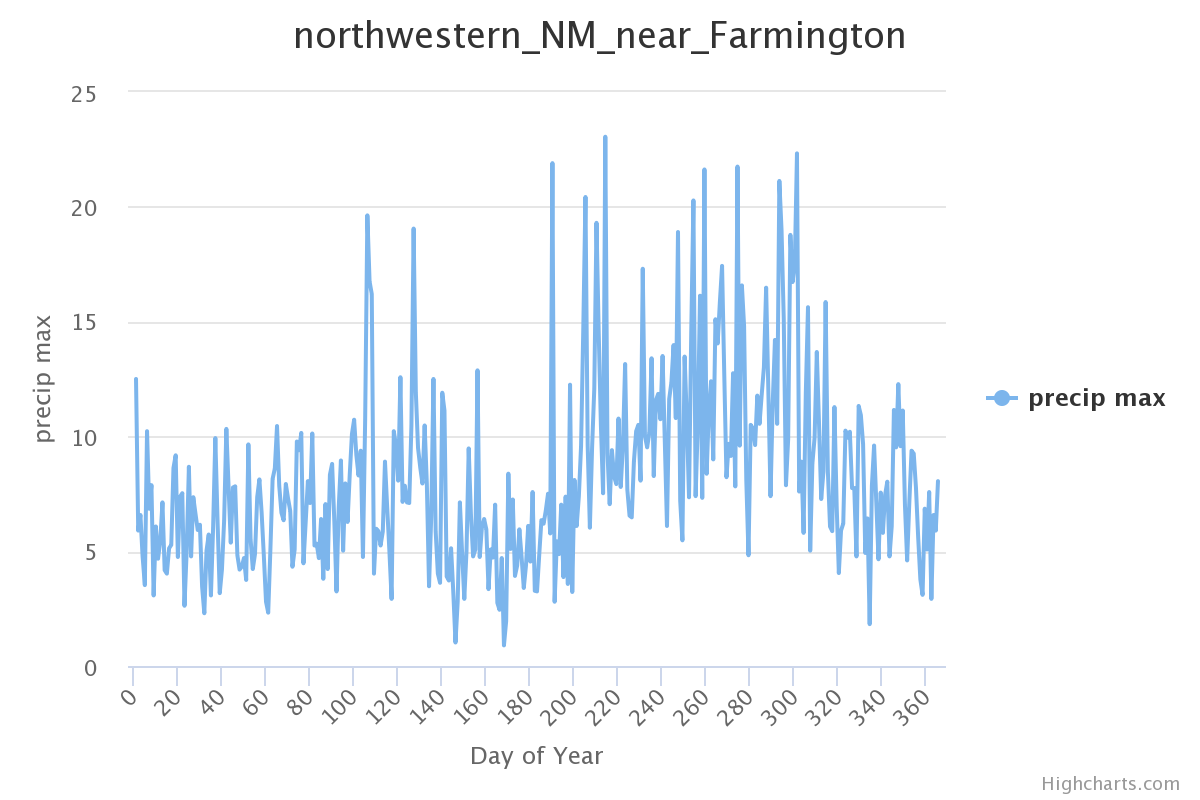 northwestern_NM_near_Farmington
25
20
15
10
5
0
precip max
0 20 40 60 80 100 120 140 160 180 200 220 240 260 280 300 320 340 360
Day of Year
precip max
Highcharts.com